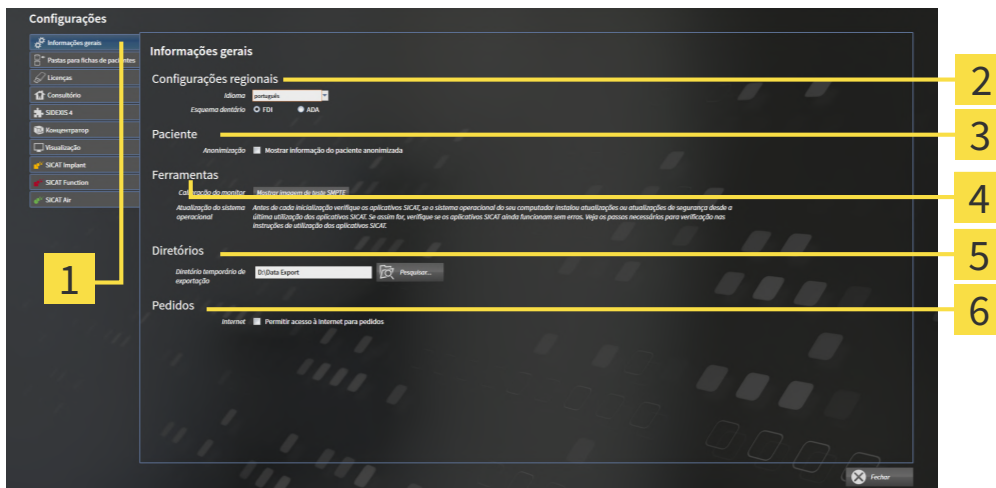 Configurações
Informações gerais
Pastas para fichas de pacientes
Licenças
Consultório
SIDEXIS 4
Концентратор
Visualização
SICAT Implant
SICAT Function
SICAT Air
Informações gerais
Configurações regionais
Idioma português
Esquema dentário FDI ADA
Paciente
Anonimização Mostrar informação do paciente anonimizada
Ferramentas
Calibração do monitor Mostrar imagem de teste SMPTE
Atualização do sistema operacional
Antes de cada inicialização verifique os aplicativos SICAT, se o sistema operacional do seu computador instalou atualizações ou atualizações de segurança desde a
última utilização dos aplicativos SICAT. Se assim for, verifique se os aplicativos SICAT ainda funcionam sem erros. Veja os passos necessários para verificação nas
instruções de utilização dos aplicativos SICAT.
Diretórios
Diretório temporário de exportação
D:\Data Export Pesquisar...
Pedidos
Internet Permitir acesso à Internet para pedidos
Fechar
1
2
3
4
5
6